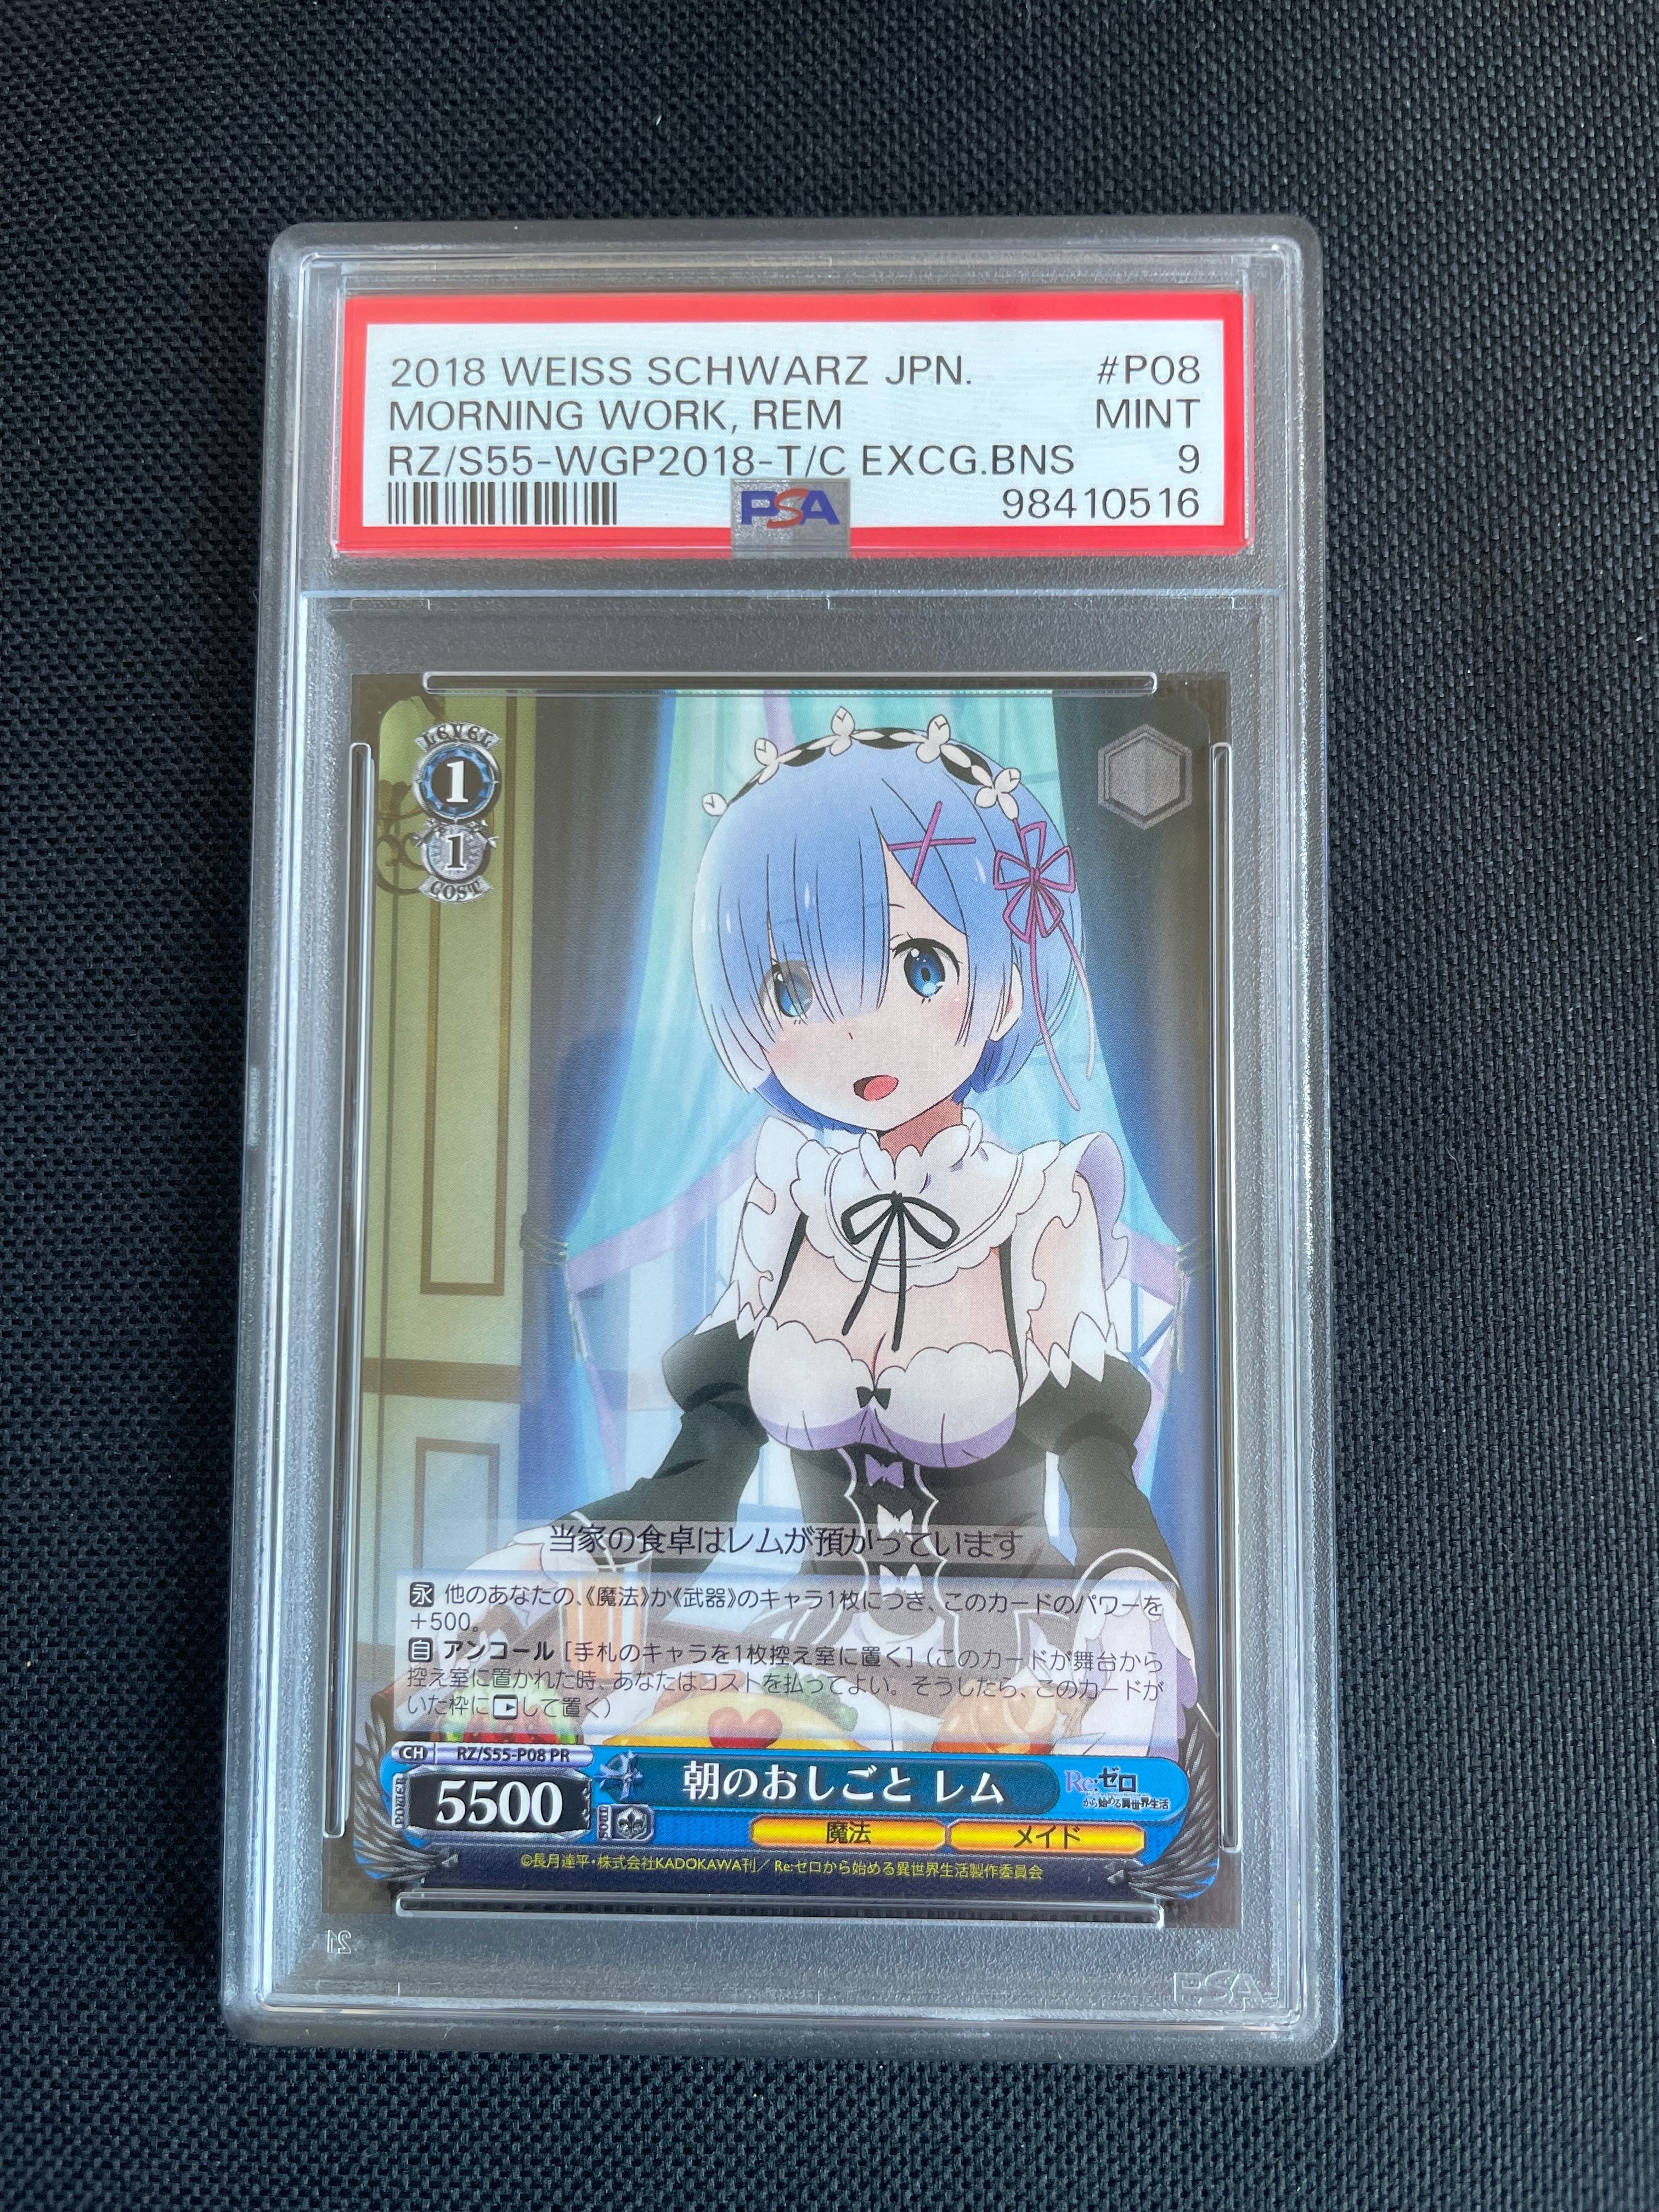 2018 WEISS SCHWARZ JPN. #P08
MORNING WORK, REM MINT
RZ/S55-WGP2018-T/C EXCG.BNS 9
PSA 98410516
LEVEL
1
1
COST
当家の食卓はレムが預かっています
永 他のあなたの、《魔法》か《武器》のキャラ1枚につき、このカードのパワーを
+500。
自 アンコール [手札のキャラを1枚控え室に置く] (このカードが舞台から
控え室に置かれた時、あなたはコストを払ってよい。そうしたら、このカードが
いた枠に して置く)
CH RZ/S55-P08 PR
POWER 5500 SOUL 朝のおしごと レム Re:ゼロ
から始める異世界生活
魔法 メイド
©長月達平・株式会社KADOKAWA刊/Re:ゼロから始める異世界生活製作委員会
21
PSA